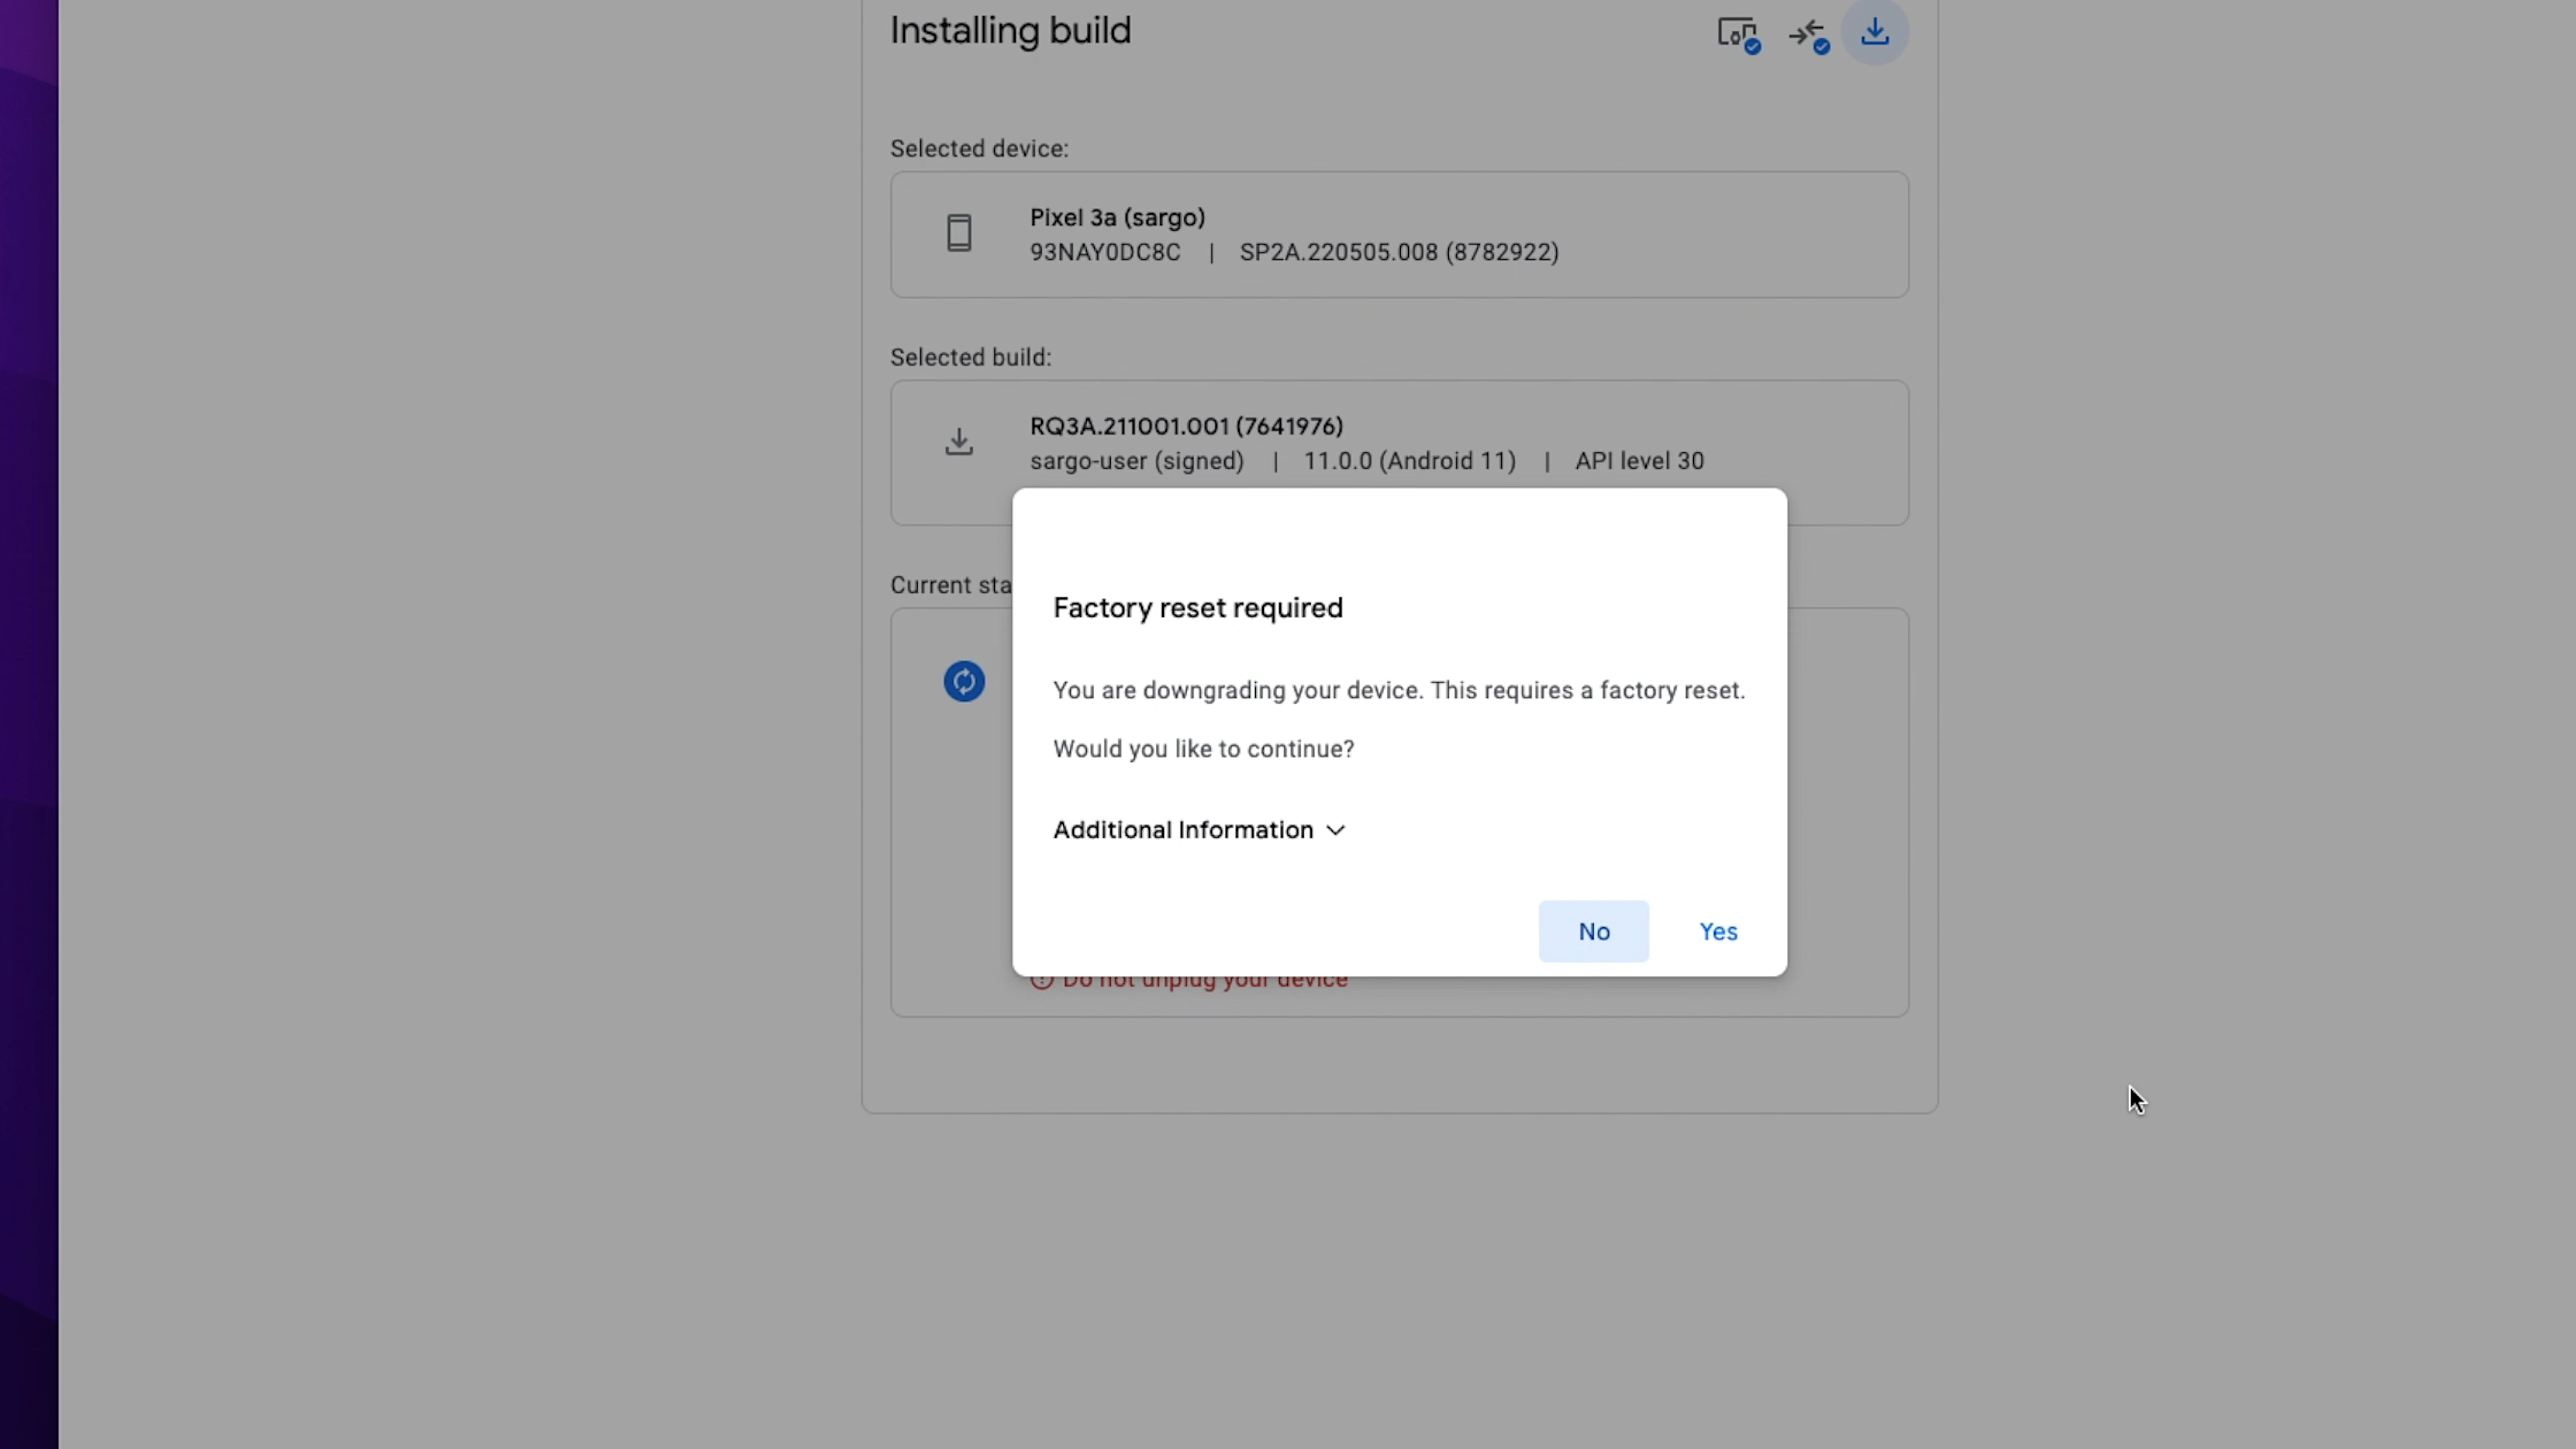 Installing build
Selected device:
Pixel 3a (sargo)
93NAY0DC8C | SP2A.220505.008 (8782922)
Selected build:
RQ3A.211001.001 (7641976)
sargo-user (signed) | 11.0.0 (Android 11) | API level 30
Current sta
Factory reset required
You are downgrading your device. This requires a factory reset.
Would you like to continue?
Additional Information
No Yes
Do not unplug your device